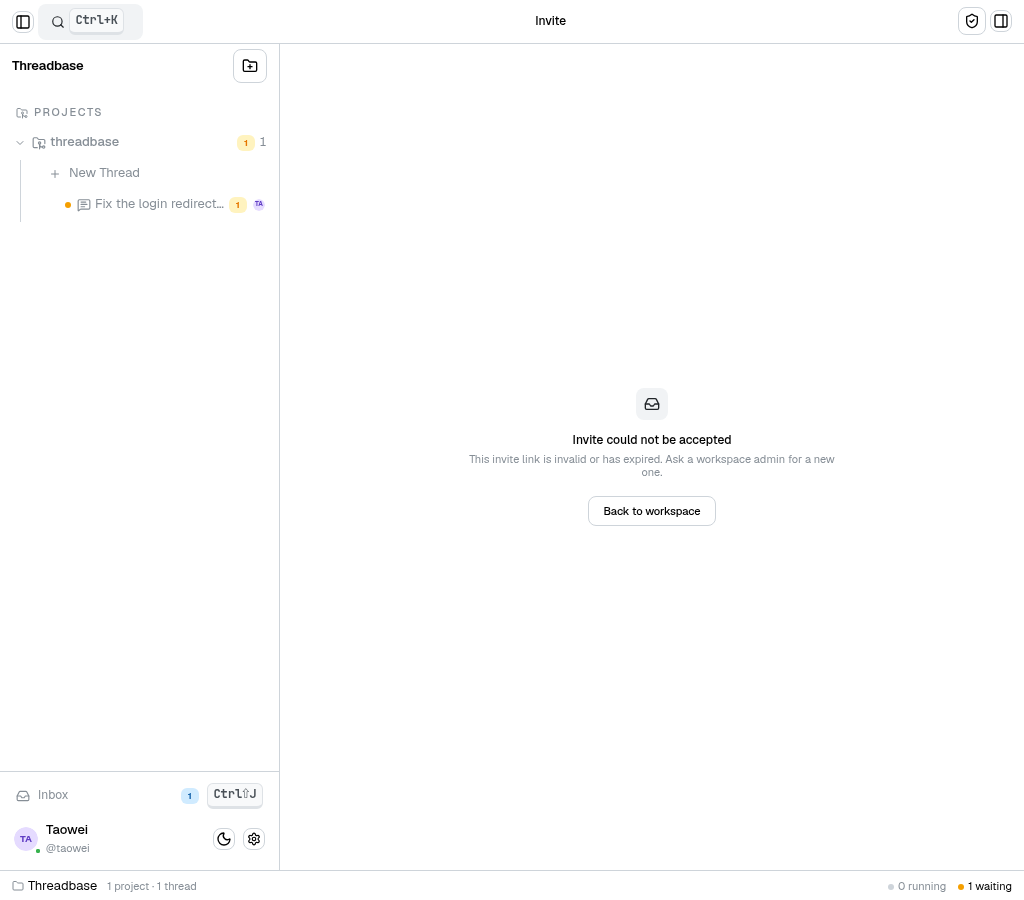 Ctrl+K
Invite
Threadbase
PROJECTS
threadbase 1 1
New Thread
Fix the login redirect... 1 TA
Invite could not be accepted
This invite link is invalid or has expired. Ask a workspace admin for a new
one.
Back to workspace
Inbox 1 Ctrl⇧J
TA Taowei
@taowei
Threadbase 1 project · 1 thread 0 running 1 waiting